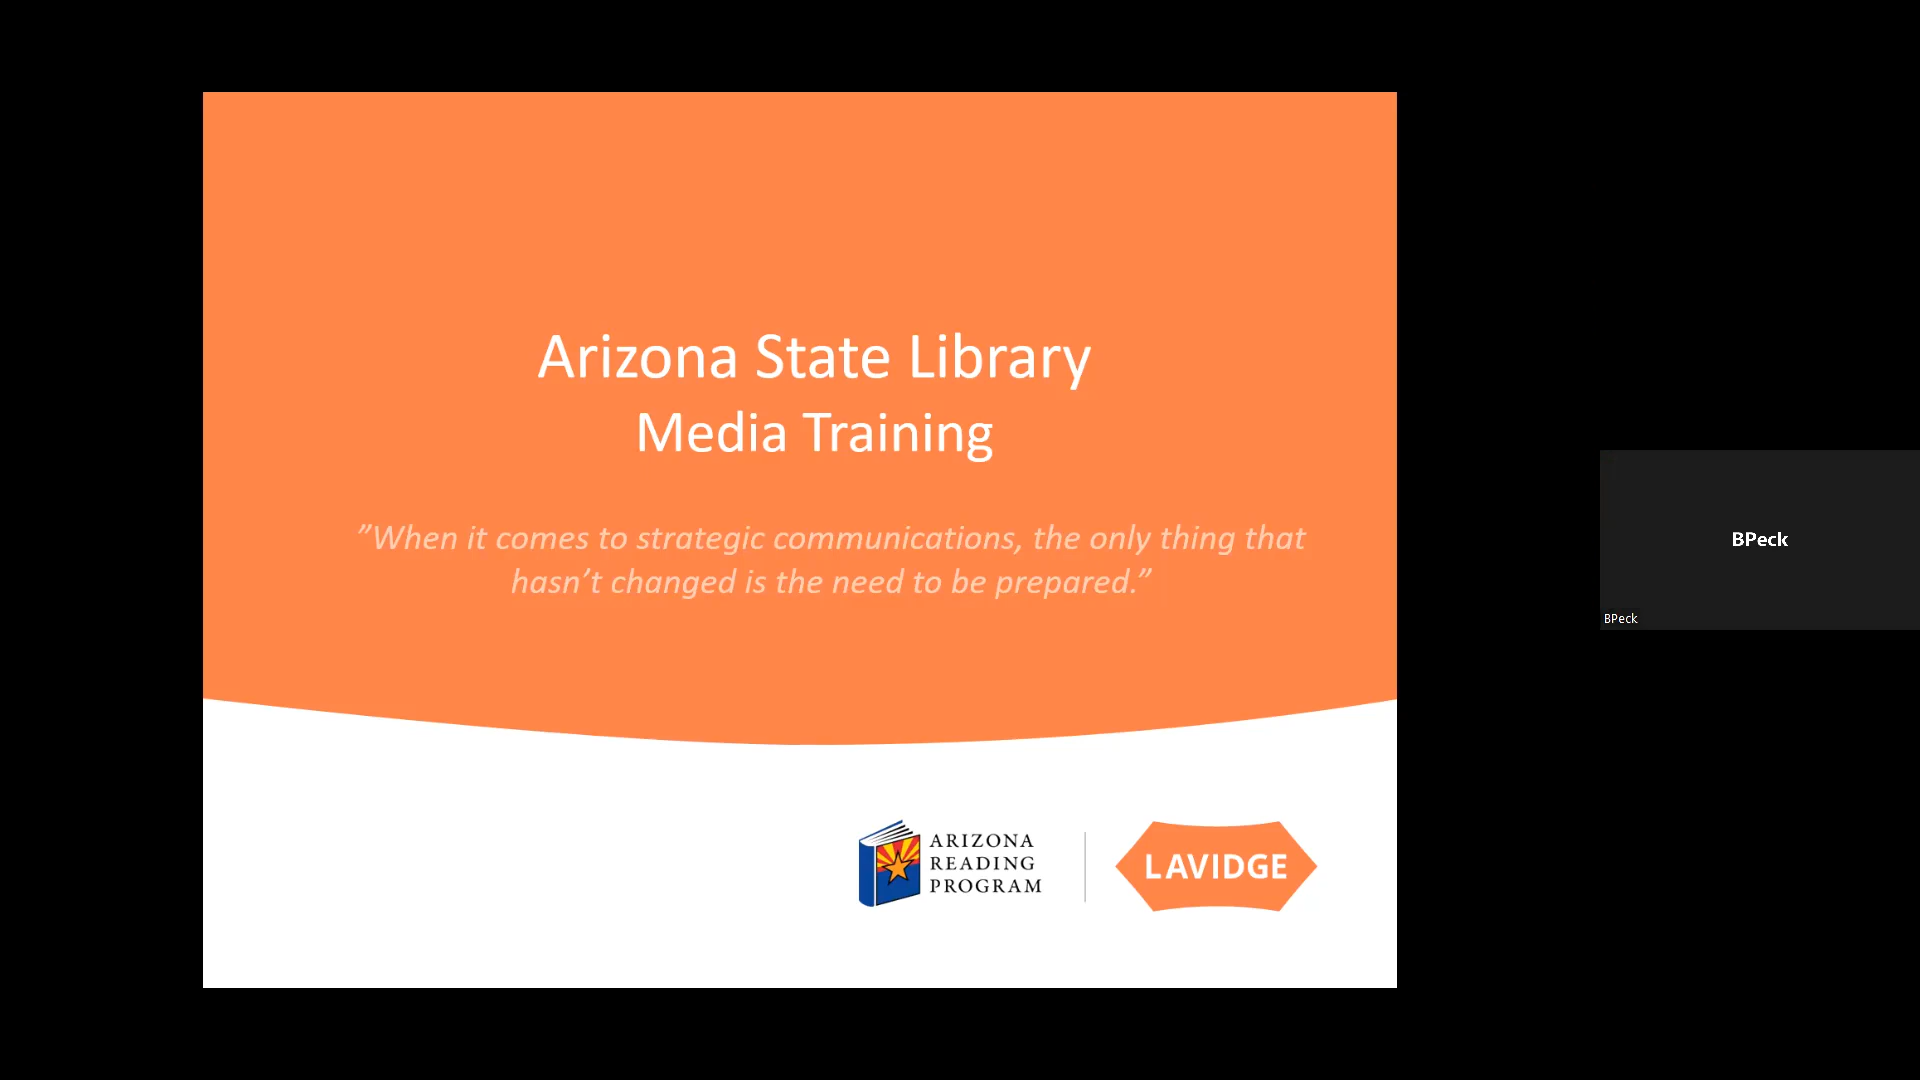 Arizona State Library
Media Training
”When it comes to strategic communications, the only thing that
hasn’t changed is the need to be prepared.”
ARIZONA
READING
PROGRAM
LAVIDGE
BPeck
BPeck